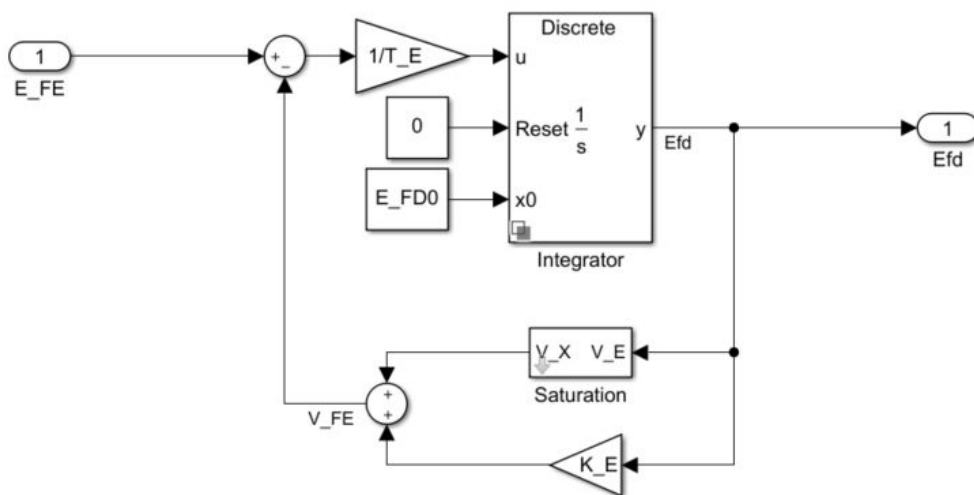 1
E_FE
+
−
1/T_E
Discrete
u
0
Reset
1
s
y
Efd
E_FD0
x0
Integrator
1
Efd
V_X
V_E
Saturation
+
+
V_FE
K_E